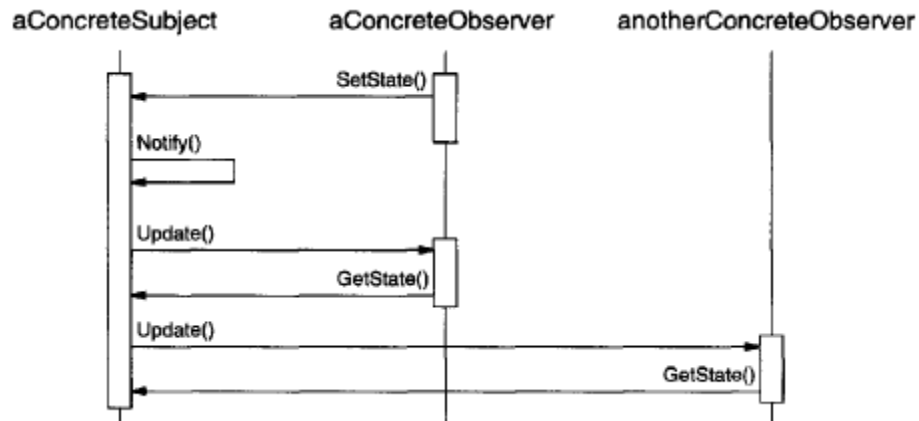 aConcreteSubject aConcreteObserver anotherConcreteObserver
SetState()
Notify()
Update()
GetState()
Update()
GetState()